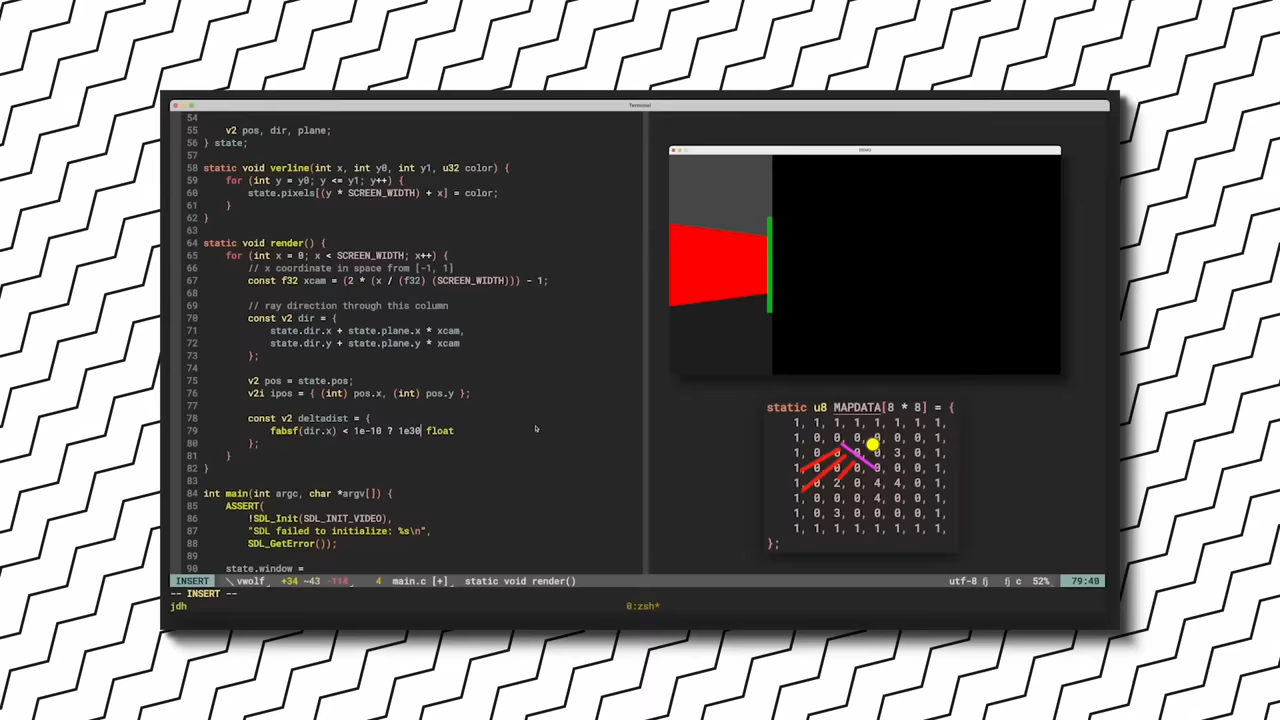 Terminal
54
55 v2 pos, dir, plane;
56 } state;
57
58 static void verline(int x, int y0, int y1, u32 color) {
59 for (int y = y0; y <= y1; y++) {
60 state.pixels[(y * SCREEN_WIDTH) + x] = color;
61 }
62 }
63
64 static void render() {
65 for (int x = 0; x < SCREEN_WIDTH; x++) {
66 // x coordinate in space from [-1, 1]
67 const f32 xcam = (2 * (x / (f32) (SCREEN_WIDTH))) - 1;
68
69 // ray direction through this column
70 const v2 dir = {
71 state.dir.x + state.plane.x * xcam,
72 state.dir.y + state.plane.y * xcam
73 };
74
75 v2 pos = state.pos;
76 v2i ipos = { (int) pos.x, (int) pos.y };
77
78 const v2 deltadist = {
79 fabsf(dir.x) < 1e-10 ? 1e30 float
80 };
81 }
82 }
83
84 int main(int argc, char *argv[]) {
85 ASSERT(
86 !SDL_Init(SDL_INIT_VIDEO),
87 "SDL failed to initialize: %s\n",
88 SDL_GetError());
89
90 state.window =
INSERT vwolf +34 ~43 -114 4 main.c [+] static void render() utf-8 c 52% 79:40
-- INSERT --
jdh 0:zsh*
DEMO
static u8 MAPDATA[8 * 8] = {
1, 1, 1, 1, 1, 1, 1, 1,
1, 0, 0, 0, 0, 0, 0, 1,
1, 0, 0, 0, 0, 3, 0, 1,
1, 0, 0, 0, 0, 0, 0, 1,
1, 0, 2, 0, 4, 4, 0, 1,
1, 0, 0, 0, 4, 0, 0, 1,
1, 0, 3, 0, 0, 0, 0, 1,
1, 1, 1, 1, 1, 1, 1, 1,
};